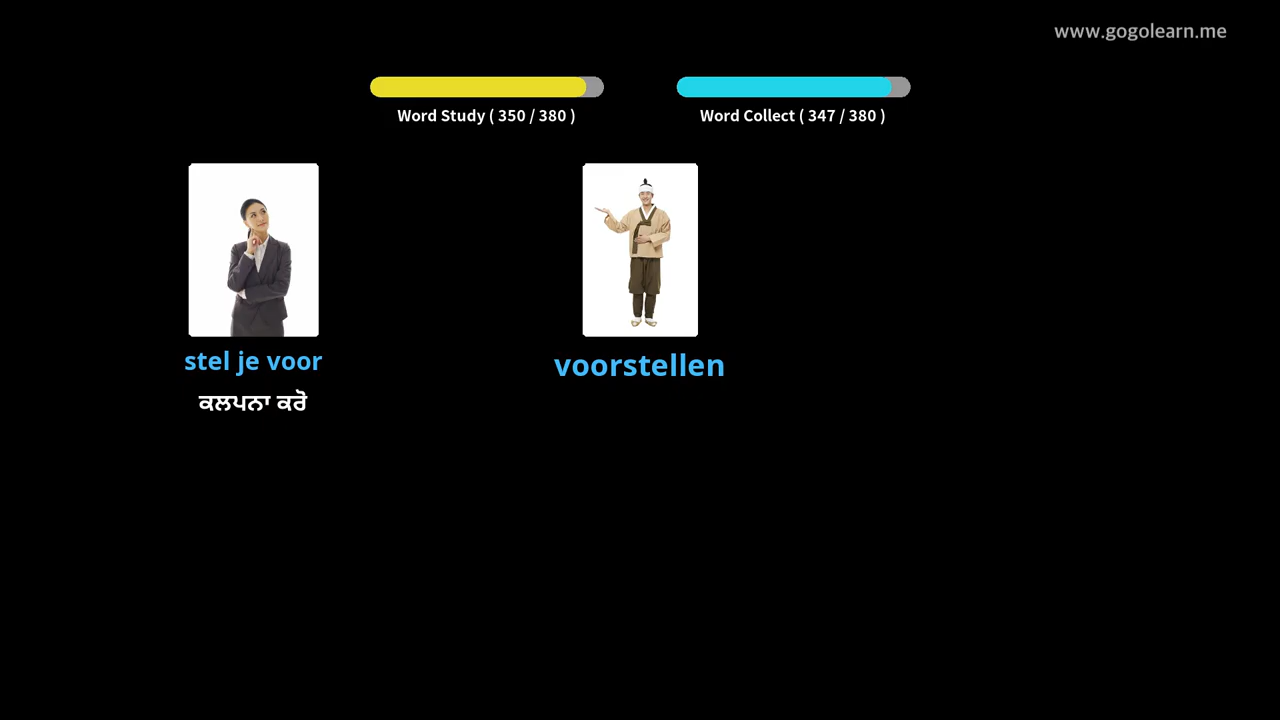 www.gogolearn.me
Word Study ( 350 / 380 )
Word Collect ( 347 / 380 )
stel je voor
ਕਲਪਨਾ ਕਰੋ
voorstellen